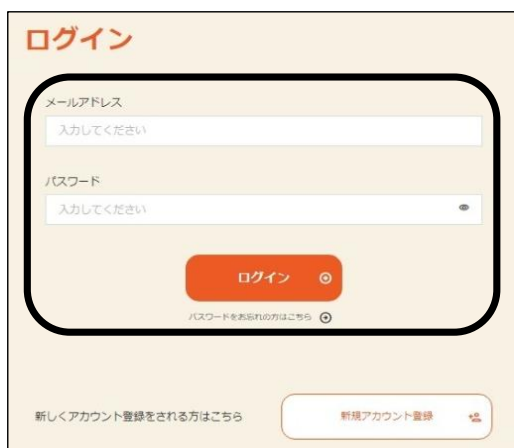 ログイン
メールアドレス
入力してください
パスワード
入力してください
ログイン
パスワードをお忘れの方はこちら
新しくアカウント登録をされる方はこちら
新規アカウント登録